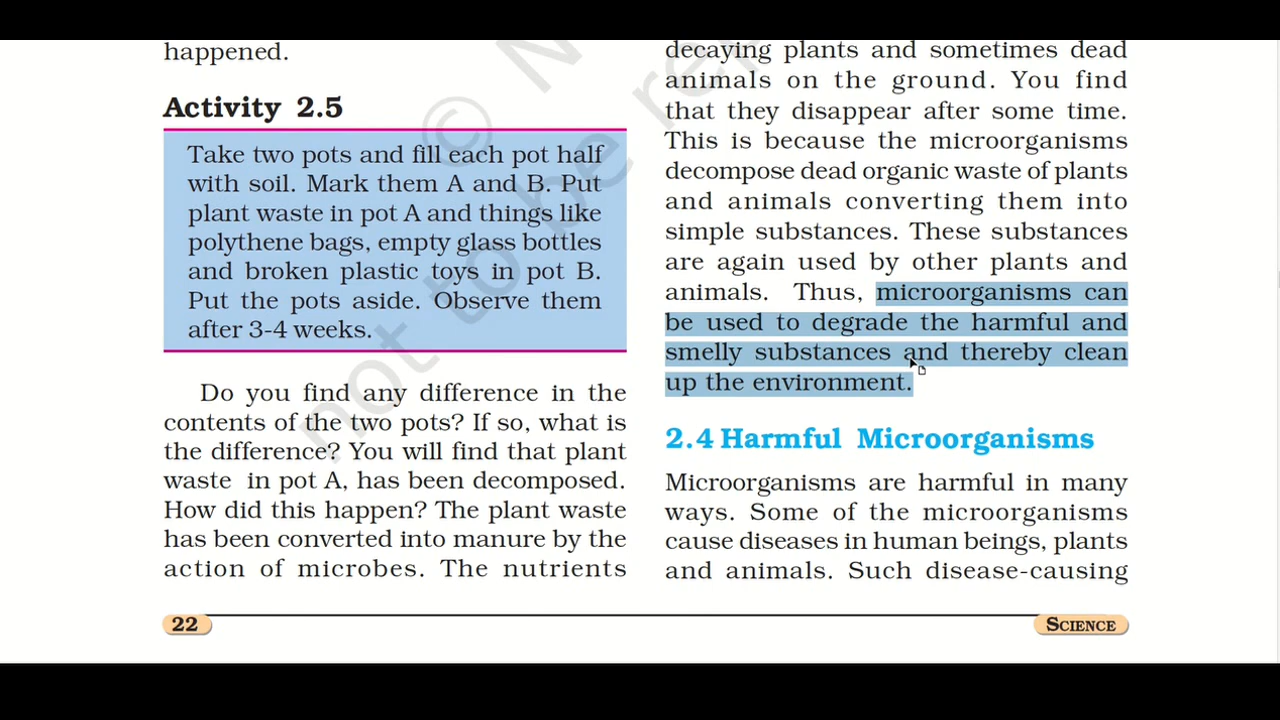 happened.
Activity 2.5
Take two pots and fill each pot half
with soil. Mark them A and B. Put
plant waste in pot A and things like
polythene bags, empty glass bottles
and broken plastic toys in pot B.
Put the pots aside. Observe them
after 3-4 weeks.
Do you find any difference in the
contents of the two pots? If so, what is
the difference? You will find that plant
waste in pot A, has been decomposed.
How did this happen? The plant waste
has been converted into manure by the
action of microbes. The nutrients
decaying plants and sometimes dead
animals on the ground. You find
that they disappear after some time.
This is because the microorganisms
decompose dead organic waste of plants
and animals converting them into
simple substances. These substances
are again used by other plants and
animals. Thus, microorganisms can
be used to degrade the harmful and
smelly substances and thereby clean
up the environment.
2.4 Harmful Microorganisms
Microorganisms are harmful in many
ways. Some of the microorganisms
cause diseases in human beings, plants
and animals. Such disease-causing
22
SCIENCE
© N
not to be rep